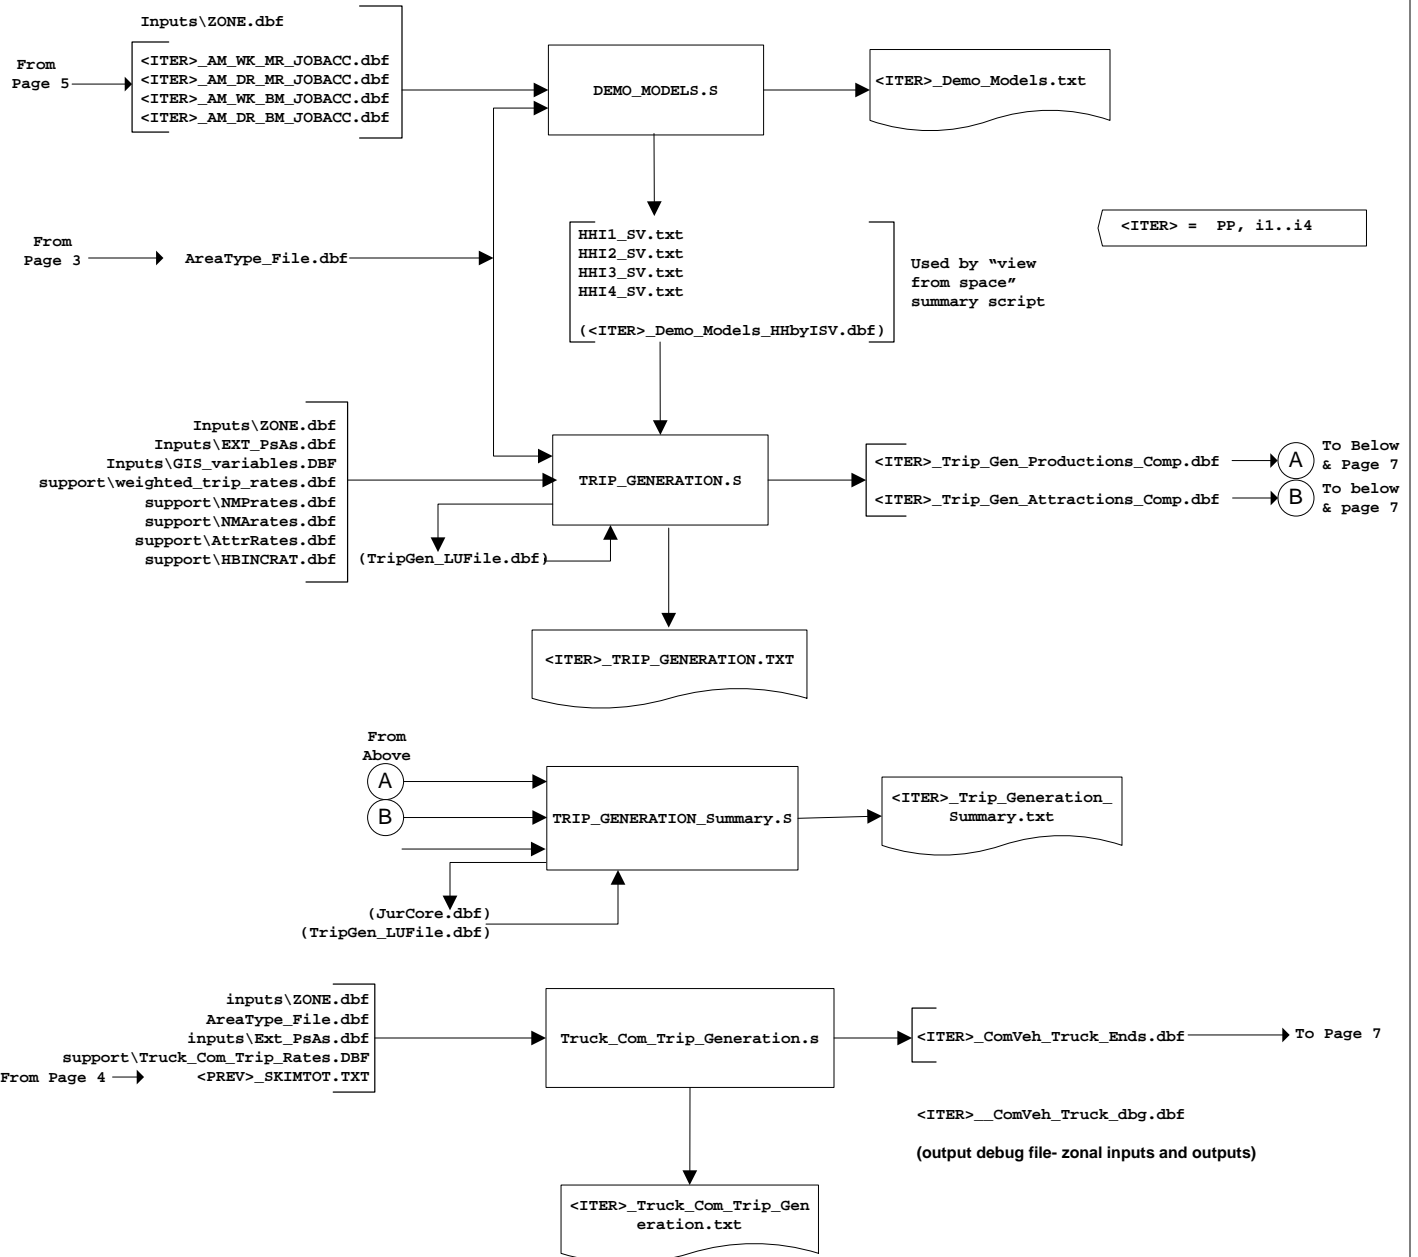 Inputs\ZONE.dbf
From
Page 5
<ITER>_AM_WK_MR_JOBACC.dbf
<ITER>_AM_DR_MR_JOBACC.dbf
<ITER>_AM_WK_BM_JOBACC.dbf
<ITER>_AM_DR_BM_JOBACC.dbf
DEMO_MODELS.S
<ITER>_Demo_Models.txt
<ITER> =  PP, i1..i4
From
Page 3
AreaType_File.dbf
HHI1_SV.txt
HHI2_SV.txt
HHI3_SV.txt
HHI4_SV.txt
(<ITER>_Demo_Models_HHbyISV.dbf)
Used by “view
from space”
summary script
Inputs\ZONE.dbf
Inputs\EXT_PsAs.dbf
Inputs\GIS_variables.DBF
support\weighted_trip_rates.dbf
support\NMPrates.dbf
support\NMArates.dbf
support\AttrRates.dbf
support\HBINCRAT.dbf
TRIP_GENERATION.S
(TripGen_LUFile.dbf)
<ITER>_Trip_Gen_Productions_Comp.dbf
A
To Below
& Page 7
<ITER>_Trip_Gen_Attractions_Comp.dbf
B
To below
& page 7
<ITER>_TRIP_GENERATION.TXT
From
Above
A
B
TRIP_GENERATION_Summary.S
<ITER>_Trip_Generation_
Summary.txt
(JurCore.dbf)
(TripGen_LUFile.dbf)
inputs\ZONE.dbf
AreaType_File.dbf
inputs\Ext_PsAs.dbf
support\Truck_Com_Trip_Rates.DBF
From Page 4
<PREV>_SKIMTOT.TXT
Truck_Com_Trip_Generation.s
<ITER>_ComVeh_Truck_Ends.dbf
To Page 7
<ITER>__ComVeh_Truck_dbg.dbf
(output debug file- zonal inputs and outputs)
<ITER>_Truck_Com_Trip_Gen
eration.txt